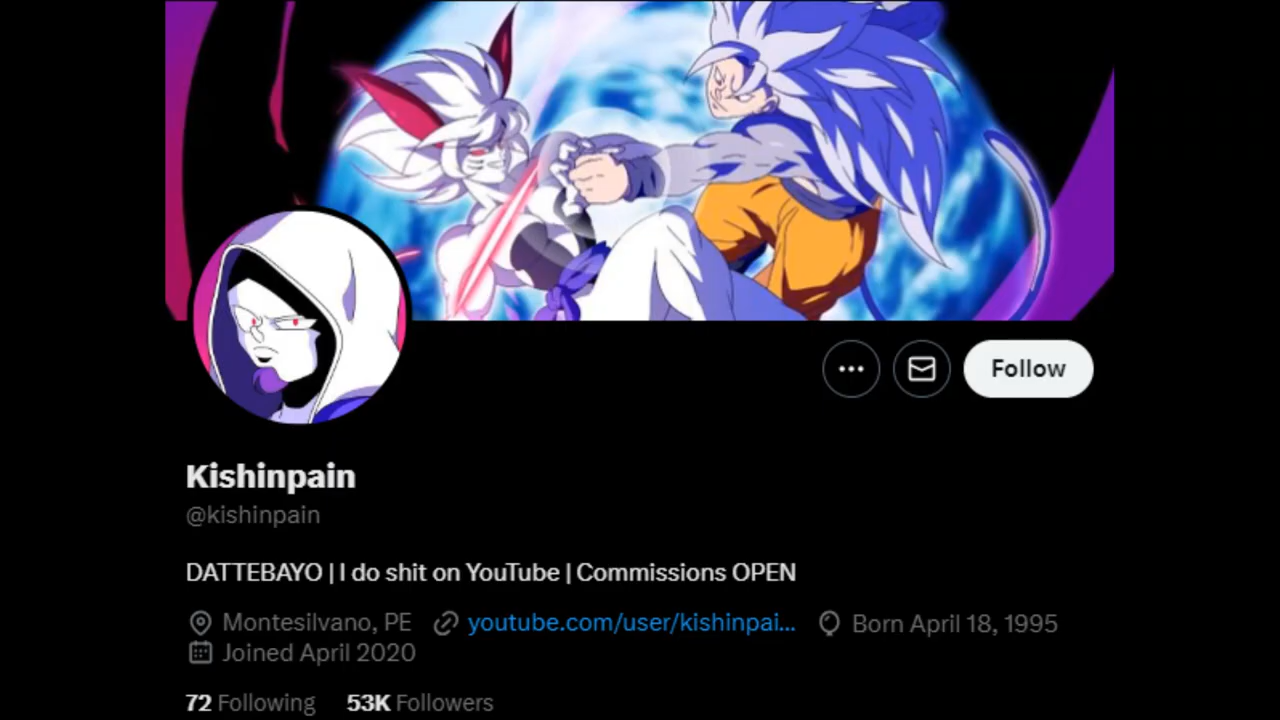 Follow
Kishinpain
@kishinpain
DATTEBAYO | I do shit on YouTube | Commissions OPEN
Montesilvano, PE youtube.com/user/kishinpai... Born April 18, 1995
Joined April 2020
72 Following 53K Followers